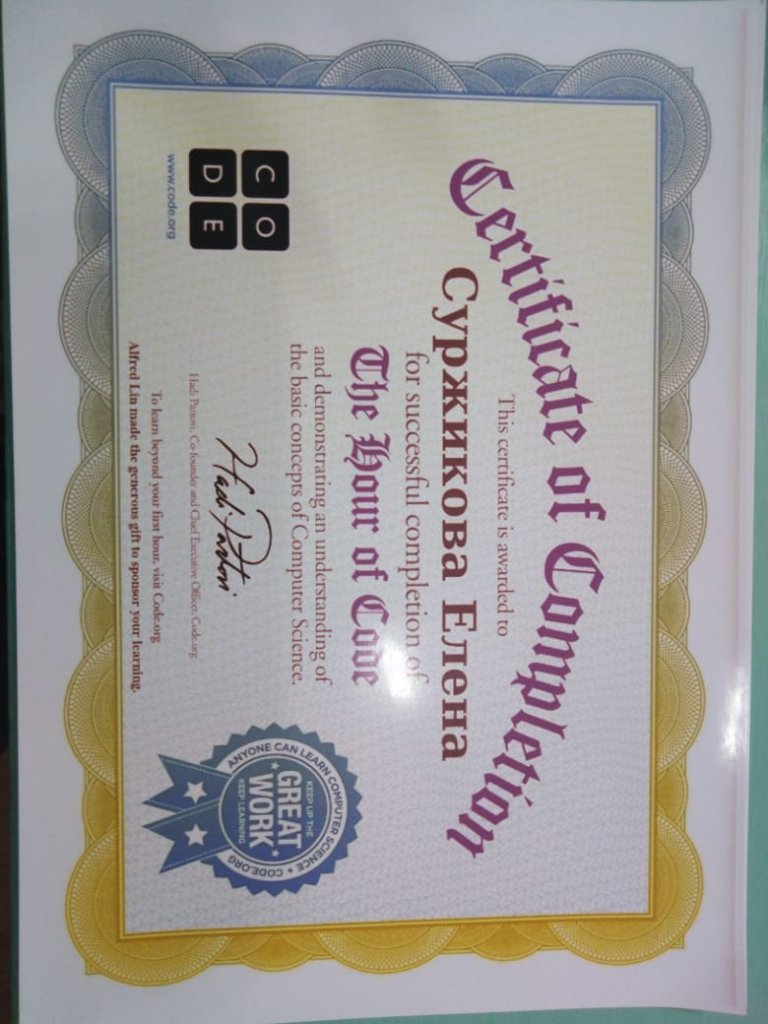 Certificate of Completion
This certificate is awarded to
Суржикова Елена
for successful completion of
The Hour of Code
and demonstrating an understanding of
the basic concepts of Computer Science.
Hadi Partovi
Hadi Partovi, Co-founder and Chief Executive Officer, Code.org
To learn beyond your first hour, visit Code.org
Alfred Lin made the generous gift to sponsor your learning.
C O
D E
www.code.org
ANYONE CAN LEARN COMPUTER SCIENCE • CODE.ORG
KEEP UP THE
GREAT
WORK
KEEP LEARNING